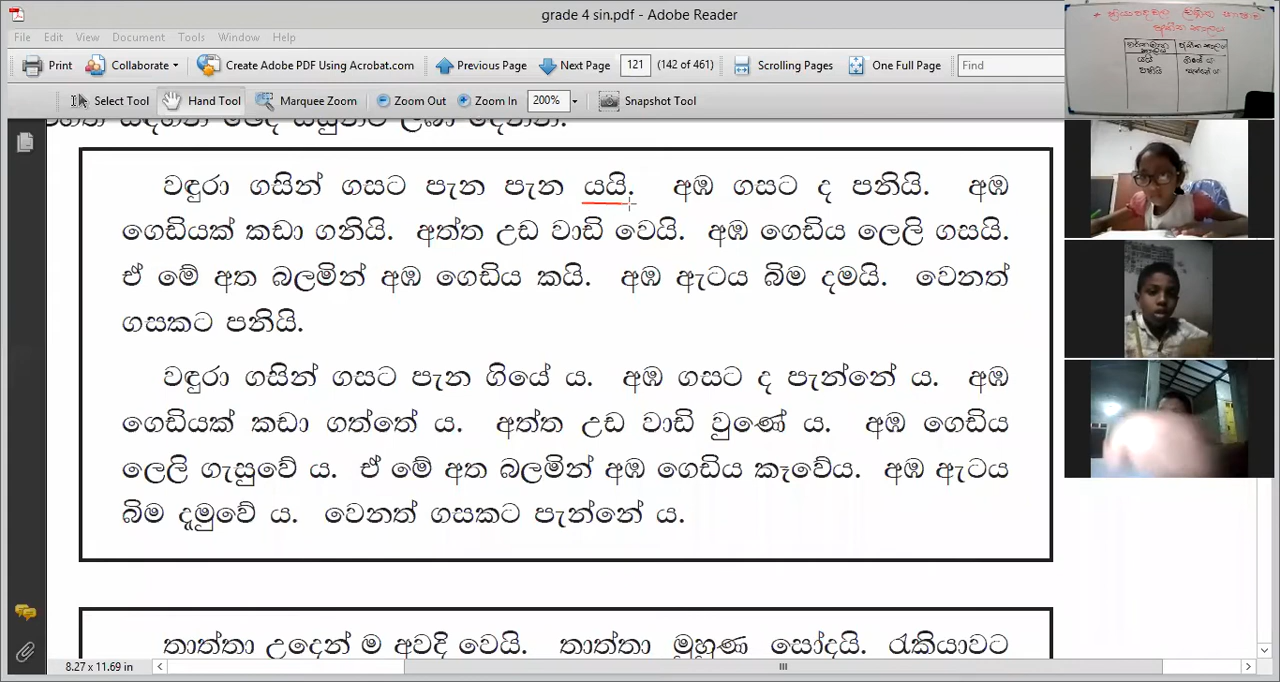 grade 4 sin.pdf - Adobe Reader
File Edit View Document Tools Window Help
Print Collaborate Create Adobe PDF Using Acrobat.com Previous Page Next Page 121 (142 of 461) Scrolling Pages One Full Page Find
Select Tool Hand Tool Marquee Zoom Zoom Out Zoom In 200% Snapshot Tool
වඳුරා ගසින් ගසට පැන පැන යයි. අඹ ගසට ද පනියි. අඹ
ගෙඩියක් කඩා ගනියි. අත්ත උඩ වාඩි වෙයි. අඹ ගෙඩිය ලෙලි ගසයි.
ඒ මේ අත බලමින් අඹ ගෙඩිය කයි. අඹ ඇටය බිම දමයි. වෙනත්
ගසකට පනියි.
වඳුරා ගසින් ගසට පැන ගියේ ය. අඹ ගසට ද පැන්නේ ය. අඹ
ගෙඩියක් කඩා ගත්තේ ය. අත්ත උඩ වාඩි වුණේ ය. අඹ ගෙඩිය
ලෙලි ගැසුවේ ය. ඒ මේ අත බලමින් අඹ ගෙඩිය කෑවේය. අඹ ඇටය
බිම දැමුවේ ය. වෙනත් ගසකට පැන්නේ ය.
තාත්තා උදෙන් ම අවදි වෙයි. තාත්තා මුහුණ සෝදයි. රැකියාවට
8.27 x 11.69 in